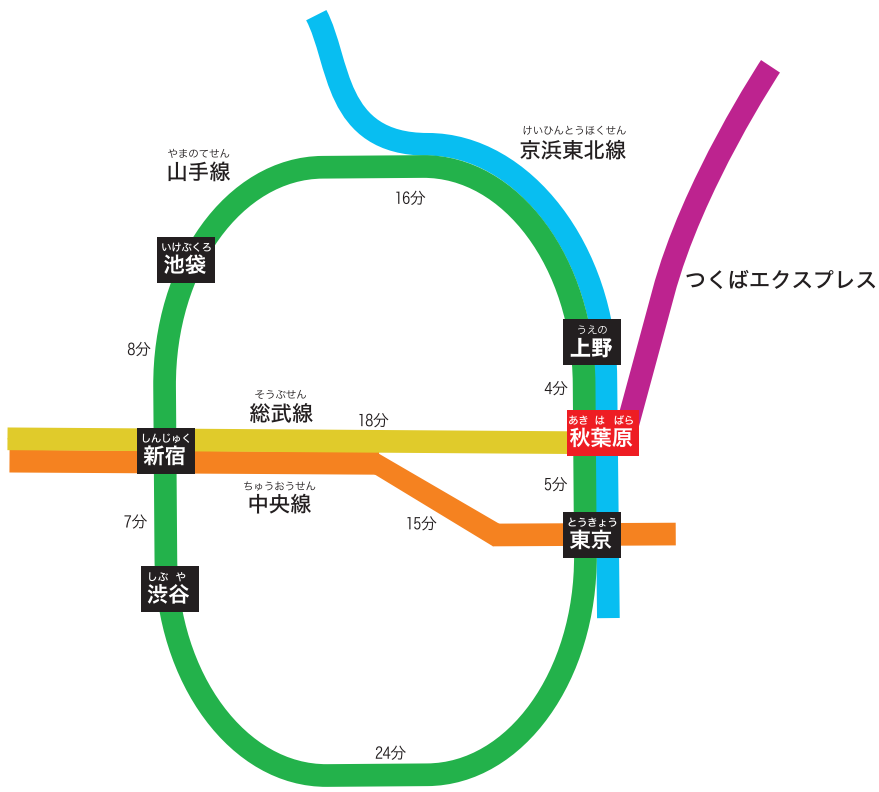 けいひんとうほくせん
京浜東北線
やまのてせん
山手線
16分
いけぶくろ
池袋
つくばエクスプレス
うえの
上野
8分
4分
そうぶせん
総武線
18分
あき は ばら
秋葉原
しんじゅく
新宿
ちゅうおうせん
中央線
5分
7分
15分
とうきょう
東京
しぶ や
渋谷
24分